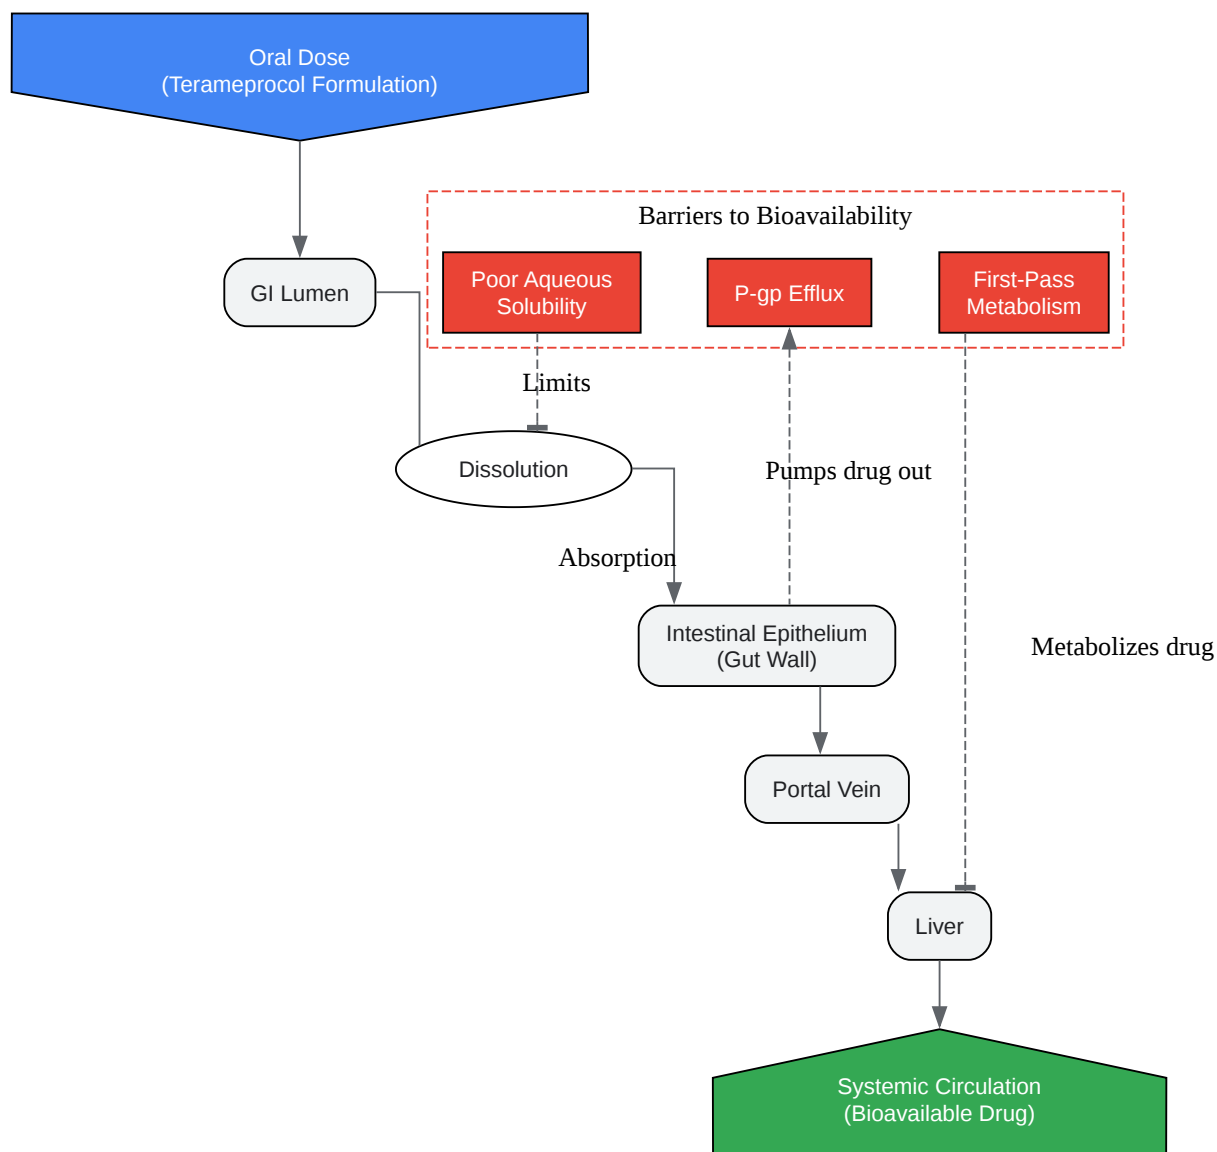 Oral Dose
(Terameprocol Formulation)
Barriers to Bioavailability
GI Lumen
Poor Aqueous
Solubility
P-gp Efflux
First-Pass
Metabolism
Limits
Dissolution
Pumps drug out
Absorption
Intestinal Epithelium
(Gut Wall)
Metabolizes drug
Portal Vein
Liver
Systemic Circulation
(Bioavailable Drug)